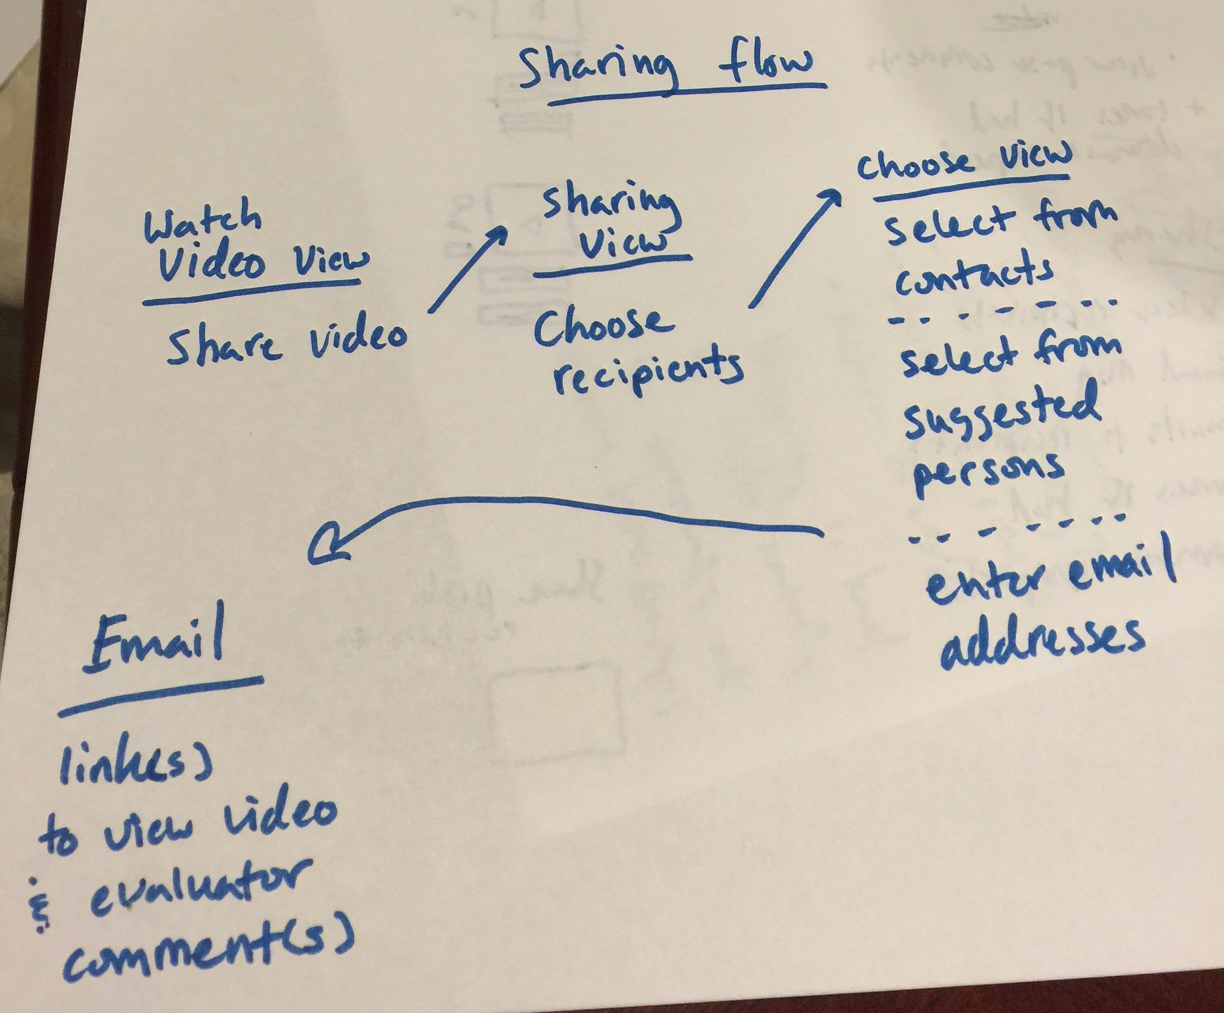 Sharing flow
Watch
Video View
Share video
Sharing
View
Choose
recipients
Choose View
select from
contacts
select from
suggested
persons
enter email
addresses
Email
link(s)
to view video
& evaluator
comment(s)